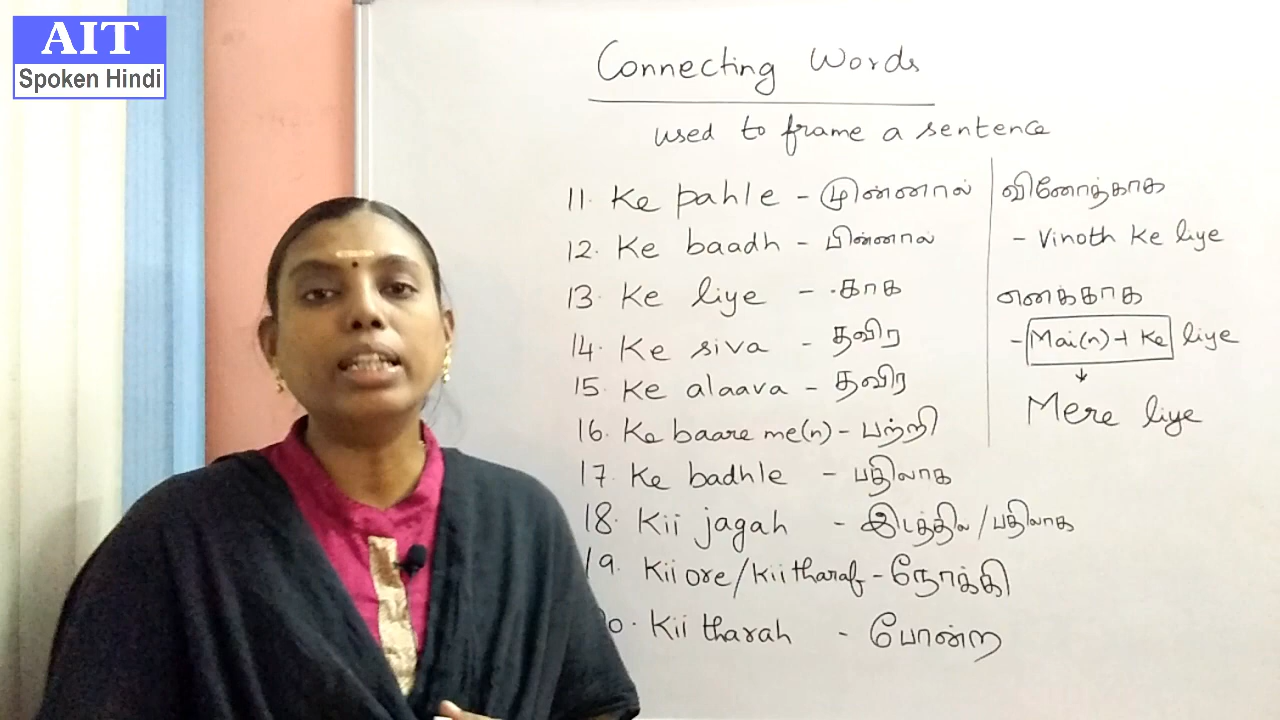 AIT
Spoken Hindi
Connecting Words
used to frame a sentence
11. Ke pahle - முன்னால்
12. Ke baadh - பின்னால்
13. Ke liye - காக
14. Ke siva - தவிர
15. Ke alaava - தவிர
16. Ke baare me(n) - பற்றி
17. Ke badhle - பதிலாக
18. Kii jagah - இடத்தில் / பதிலாக
19. Kii ore / Kii tharaf - நோக்கி
20. Kii tharah - போன்ற
வினோத்காக
- Vinoth Ke liye
எனக்காக
- Mai(n) + Ke liye
Mere liye